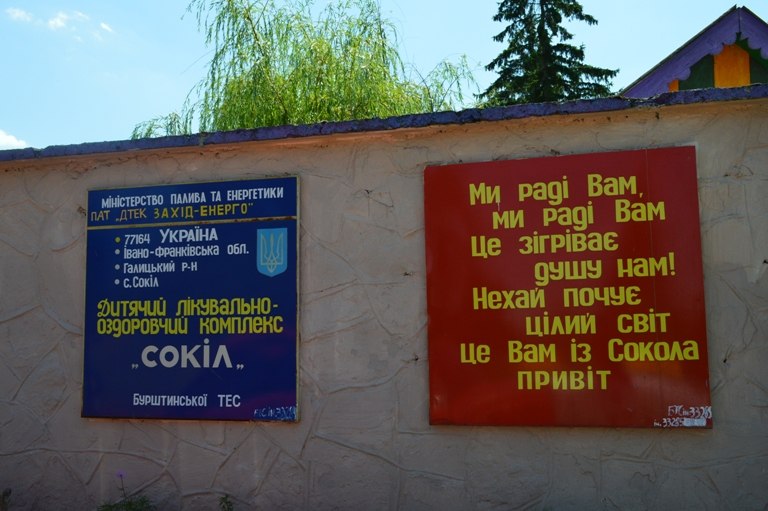 МІНІСТЕРСТВО ПАЛИВА ТА ЕНЕРГЕТИКИ
ПАТ „ДТЕК ЗАХІД-ЕНЕРГО"
• 77164 УКРАЇНА
• Івано-Франківська обл.
• Галицький р-н
• с. Сокіл
Дитячий лікувально-
оздоровчий комплекс
„СОКІЛ"
Бурштинської ТЕС
Ми раді Вам,
ми раді Вам
Це зігріває
душу нам!
Нехай почує
цілий світ
Це Вам із Сокола
привіт